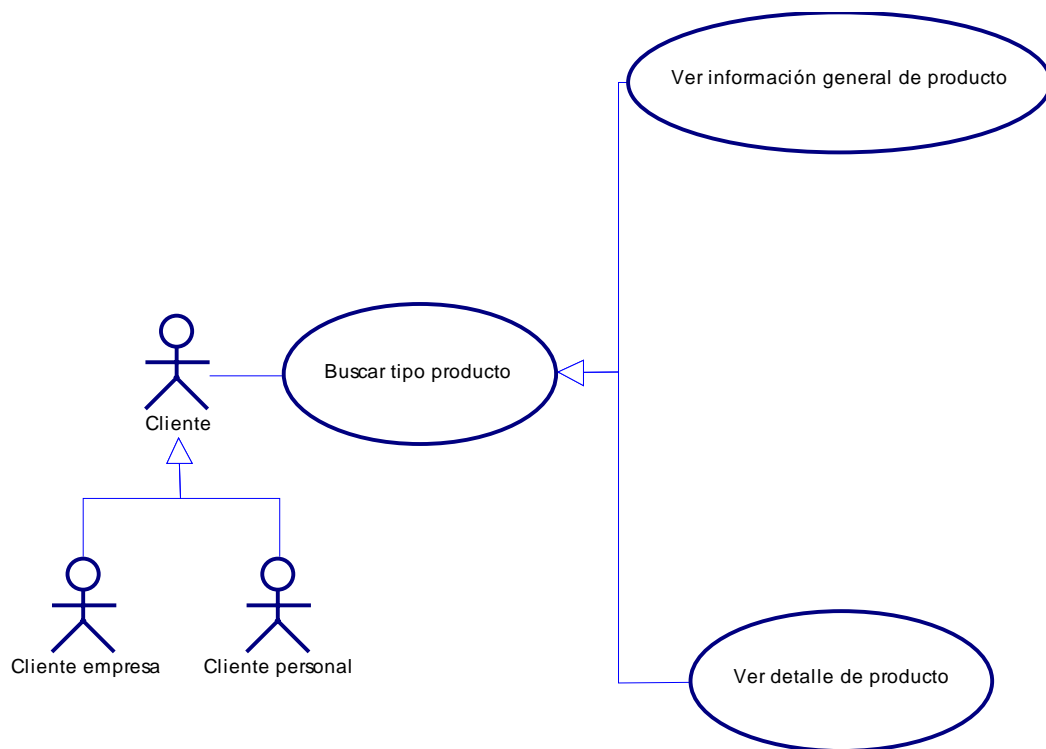 Ver información general de producto
Buscar tipo producto
Cliente
Cliente empresa
Cliente personal
Ver detalle de producto